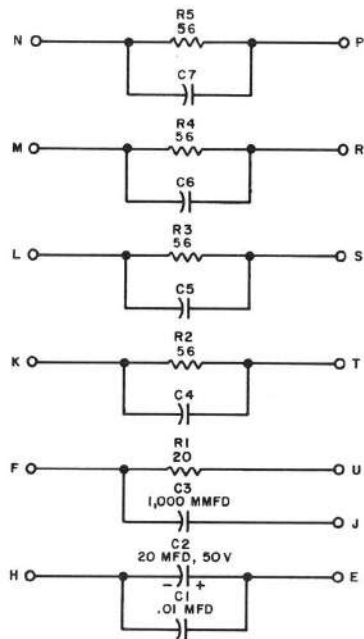 R5
N 56 P
C7
R4
M 56 R
C6
R3
L 56 S
C5
R2
K 56 T
C4
R1
F 20 U
C3
1,000 MMFD
J
C2
20 MFD, 50V
H - + E
C1
.01 MFD